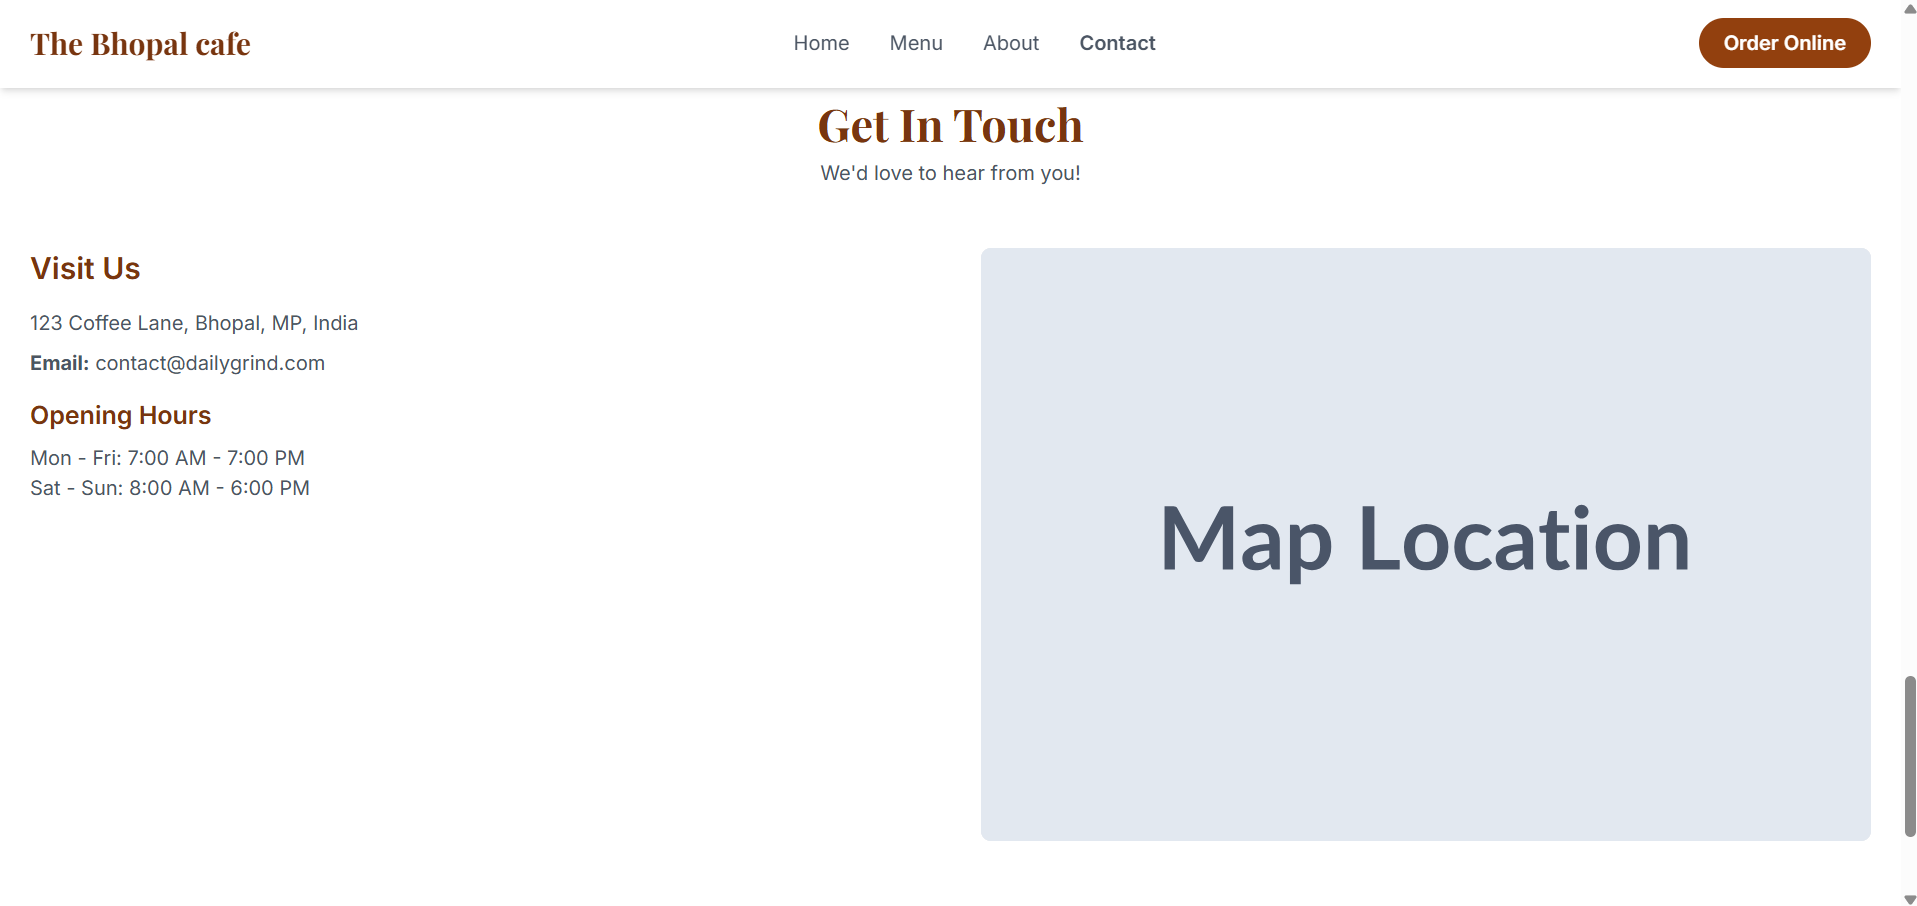 The Bhopal cafe
Home Menu About Contact
Order Online
Get In Touch
We'd love to hear from you!
Visit Us
123 Coffee Lane, Bhopal, MP, India
Email: contact@dailygrind.com
Opening Hours
Mon - Fri: 7:00 AM - 7:00 PM
Sat - Sun: 8:00 AM - 6:00 PM
Map Location